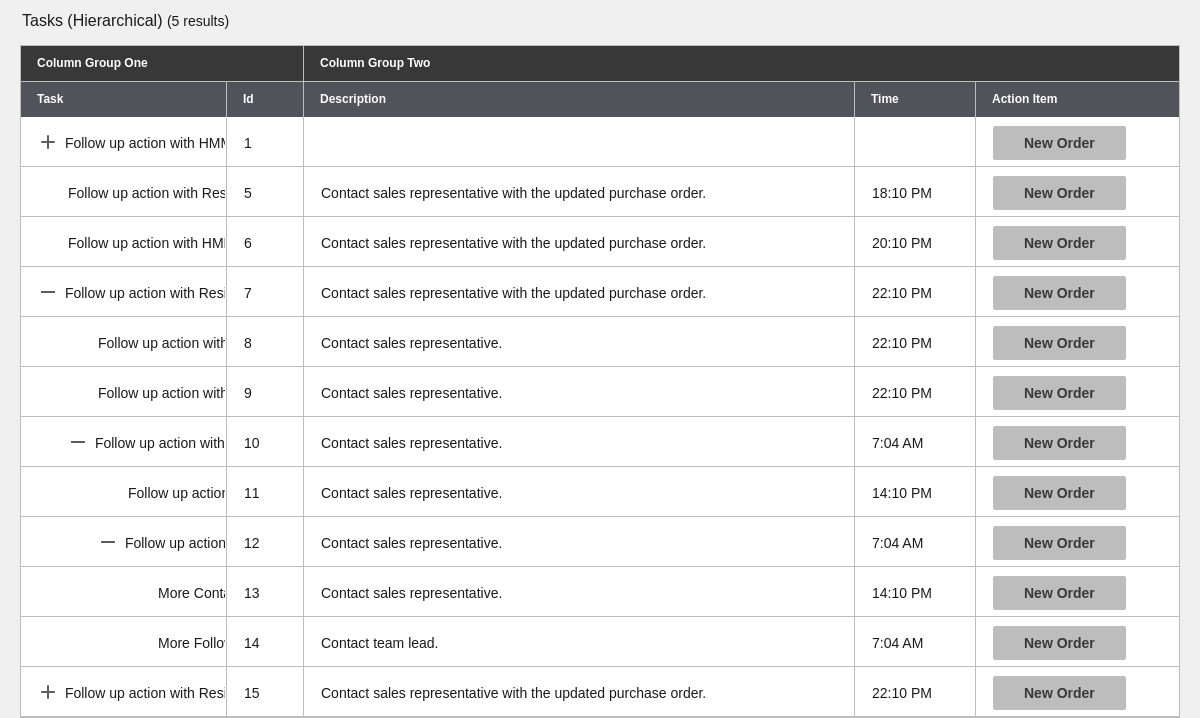 Tasks (Hierarchical) (5 results)
Column Group One Column Group Two
Task Id Description Time Action Item
Follow up action with HMM 1 New Order
Follow up action with Res 5 Contact sales representative with the updated purchase order. 18:10 PM New Order
Follow up action with HM 6 Contact sales representative with the updated purchase order. 20:10 PM New Order
Follow up action with Resi 7 Contact sales representative with the updated purchase order. 22:10 PM New Order
Follow up action with 8 Contact sales representative. 22:10 PM New Order
Follow up action with 9 Contact sales representative. 22:10 PM New Order
Follow up action with 10 Contact sales representative. 7:04 AM New Order
Follow up action 11 Contact sales representative. 14:10 PM New Order
Follow up action 12 Contact sales representative. 7:04 AM New Order
More Conta 13 Contact sales representative. 14:10 PM New Order
More Follow 14 Contact team lead. 7:04 AM New Order
Follow up action with Resi 15 Contact sales representative with the updated purchase order. 22:10 PM New Order